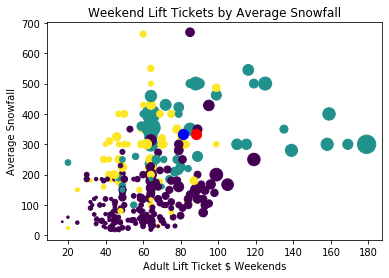 Weekend Lift Tickets by Average Snowfall
700
600
500
400
300
200
100
0
Average Snowfall
20 40 60 80 100 120 140 160 180
Adult Lift Ticket $ Weekends